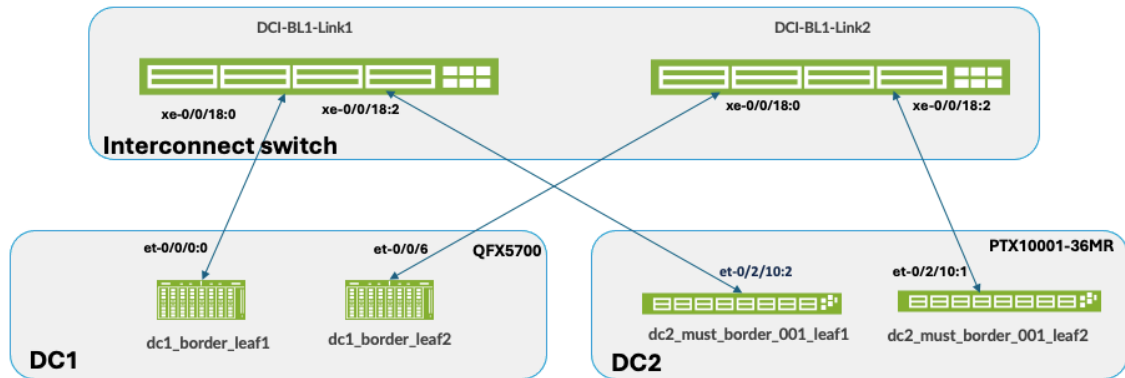 DCI-BL1-Link1
DCI-BL1-Link2
xe-0/0/18:0
xe-0/0/18:2
xe-0/0/18:0
xe-0/0/18:2
Interconnect switch
et-0/0/0:0
et-0/0/6
QFX5700
PTX10001-36MR
et-0/2/10:2
et-0/2/10:1
dc1_border_leaf1
dc1_border_leaf2
dc2_must_border_001_leaf1
dc2_must_border_001_leaf2
DC1
DC2